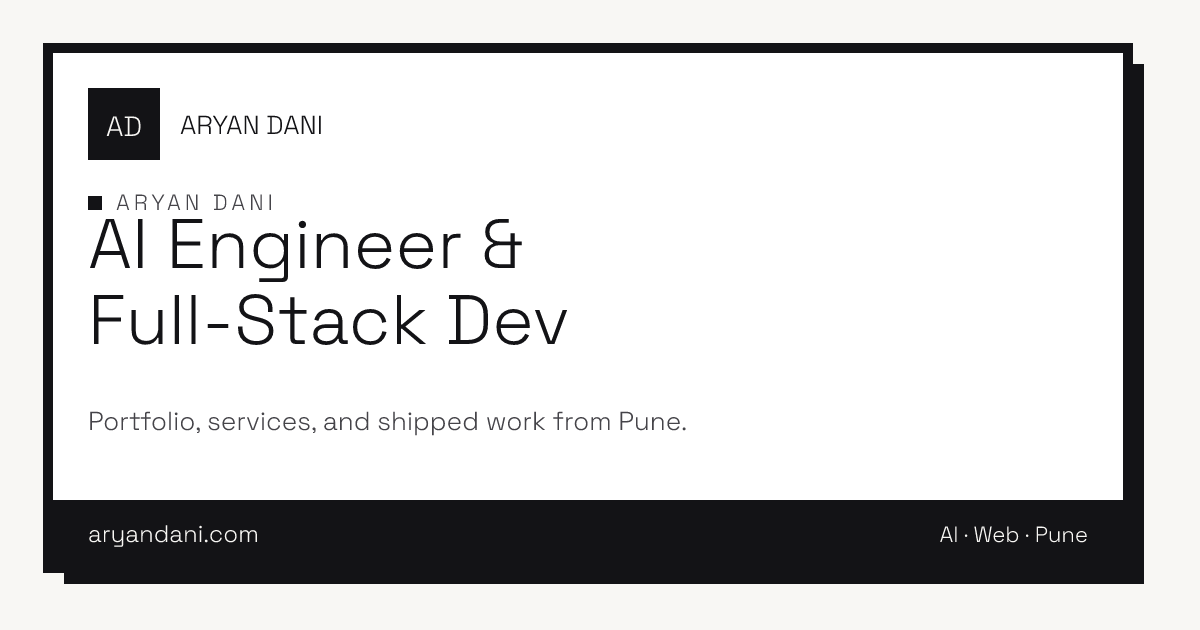 AD
ARYAN DANI
ARYAN DANI
AI Engineer &
Full-Stack Dev
Portfolio, services, and shipped work from Pune.
aryandani.com
AI · Web · Pune